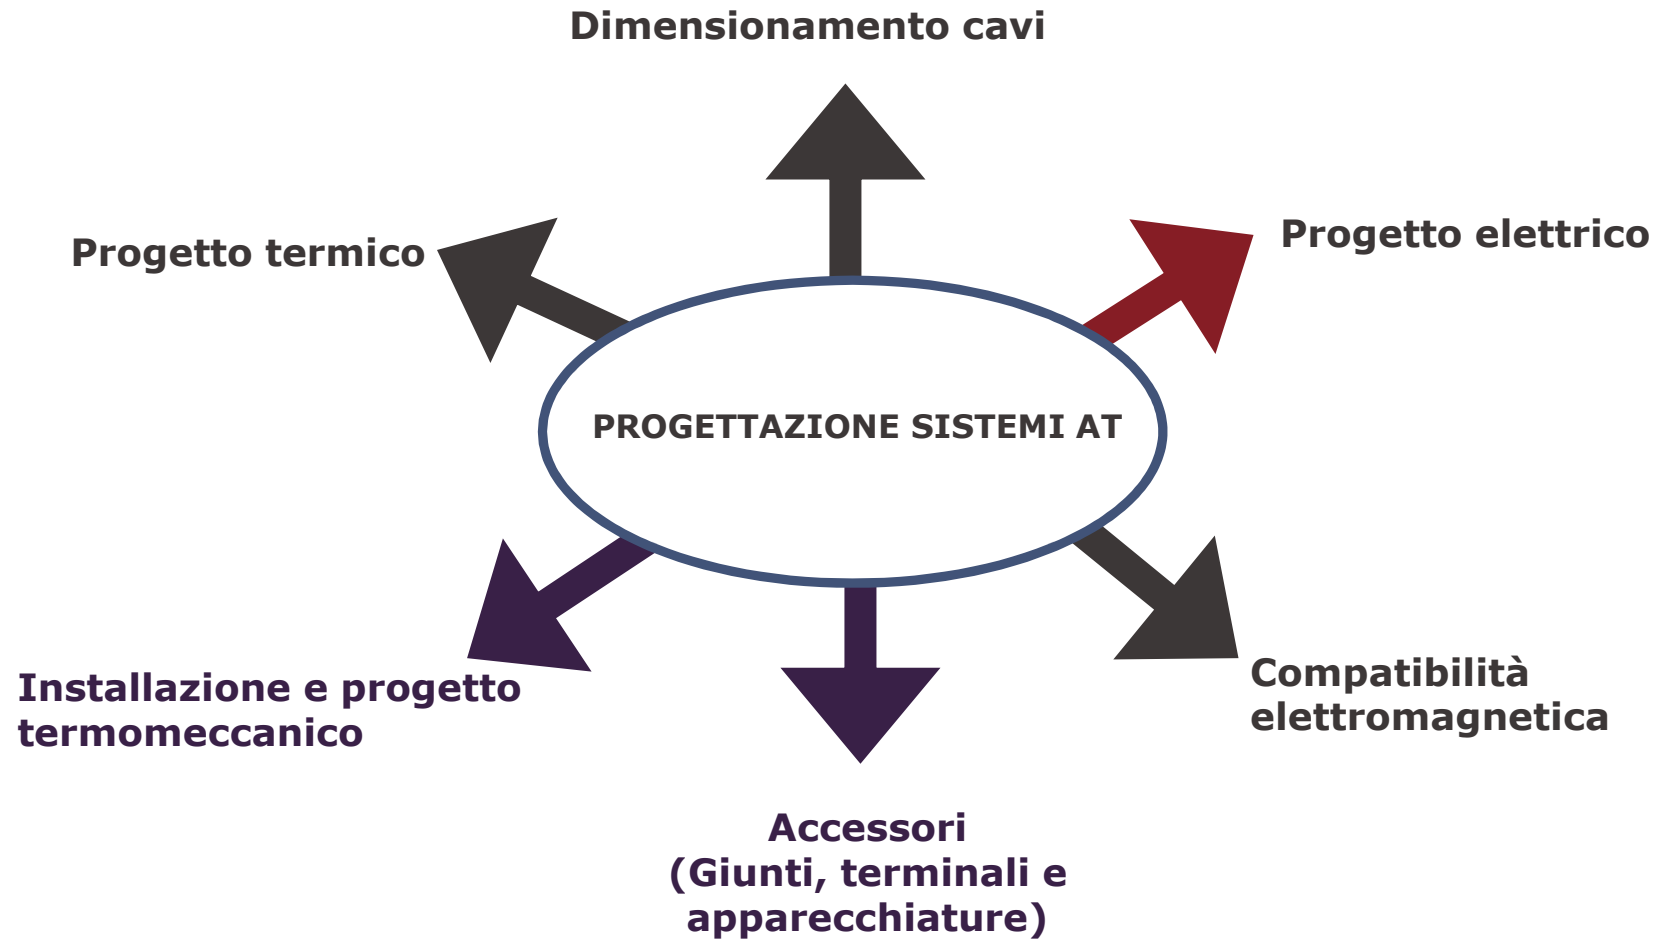 Dimensionamento cavi
Progetto elettrico
Progetto termico
PROGETTAZIONE SISTEMI AT
Installazione e progetto
termomeccanico
Compatibilità
elettromagnetica
Accessori
(Giunti, terminali e
apparecchiature)